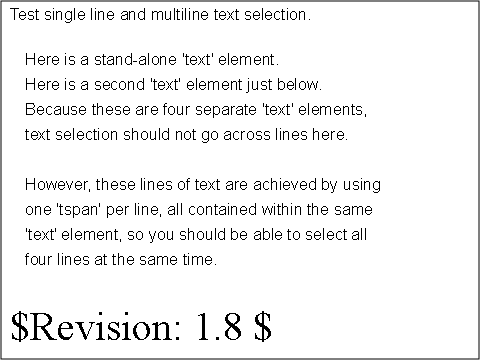 Test single line and multiline text selection.
Here is a stand-alone 'text' element.
Here is a second 'text' element just below.
Because these are four separate 'text' elements,
text selection should not go across lines here.
However, these lines of text are achieved by using
one 'tspan' per line, all contained within the same
'text' element, so you should be able to select all
four lines at the same time.
$Revision: 1.8 $